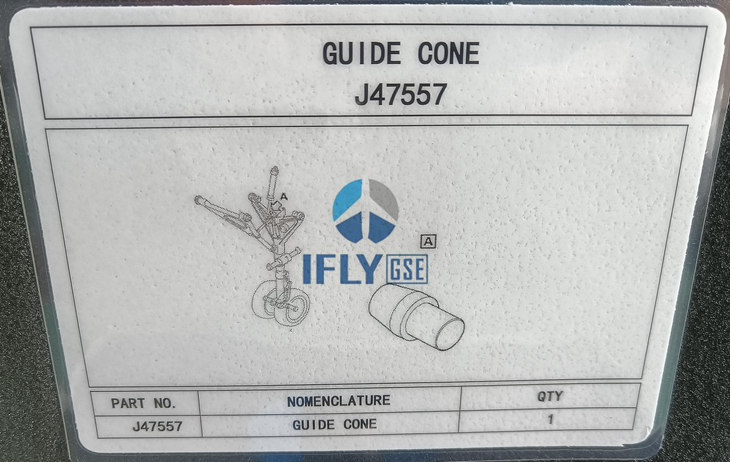 GUIDE CONE
J47557
A
A
IFLY GSE
PART NO. NOMENCLATURE QTY
J47557 GUIDE CONE 1